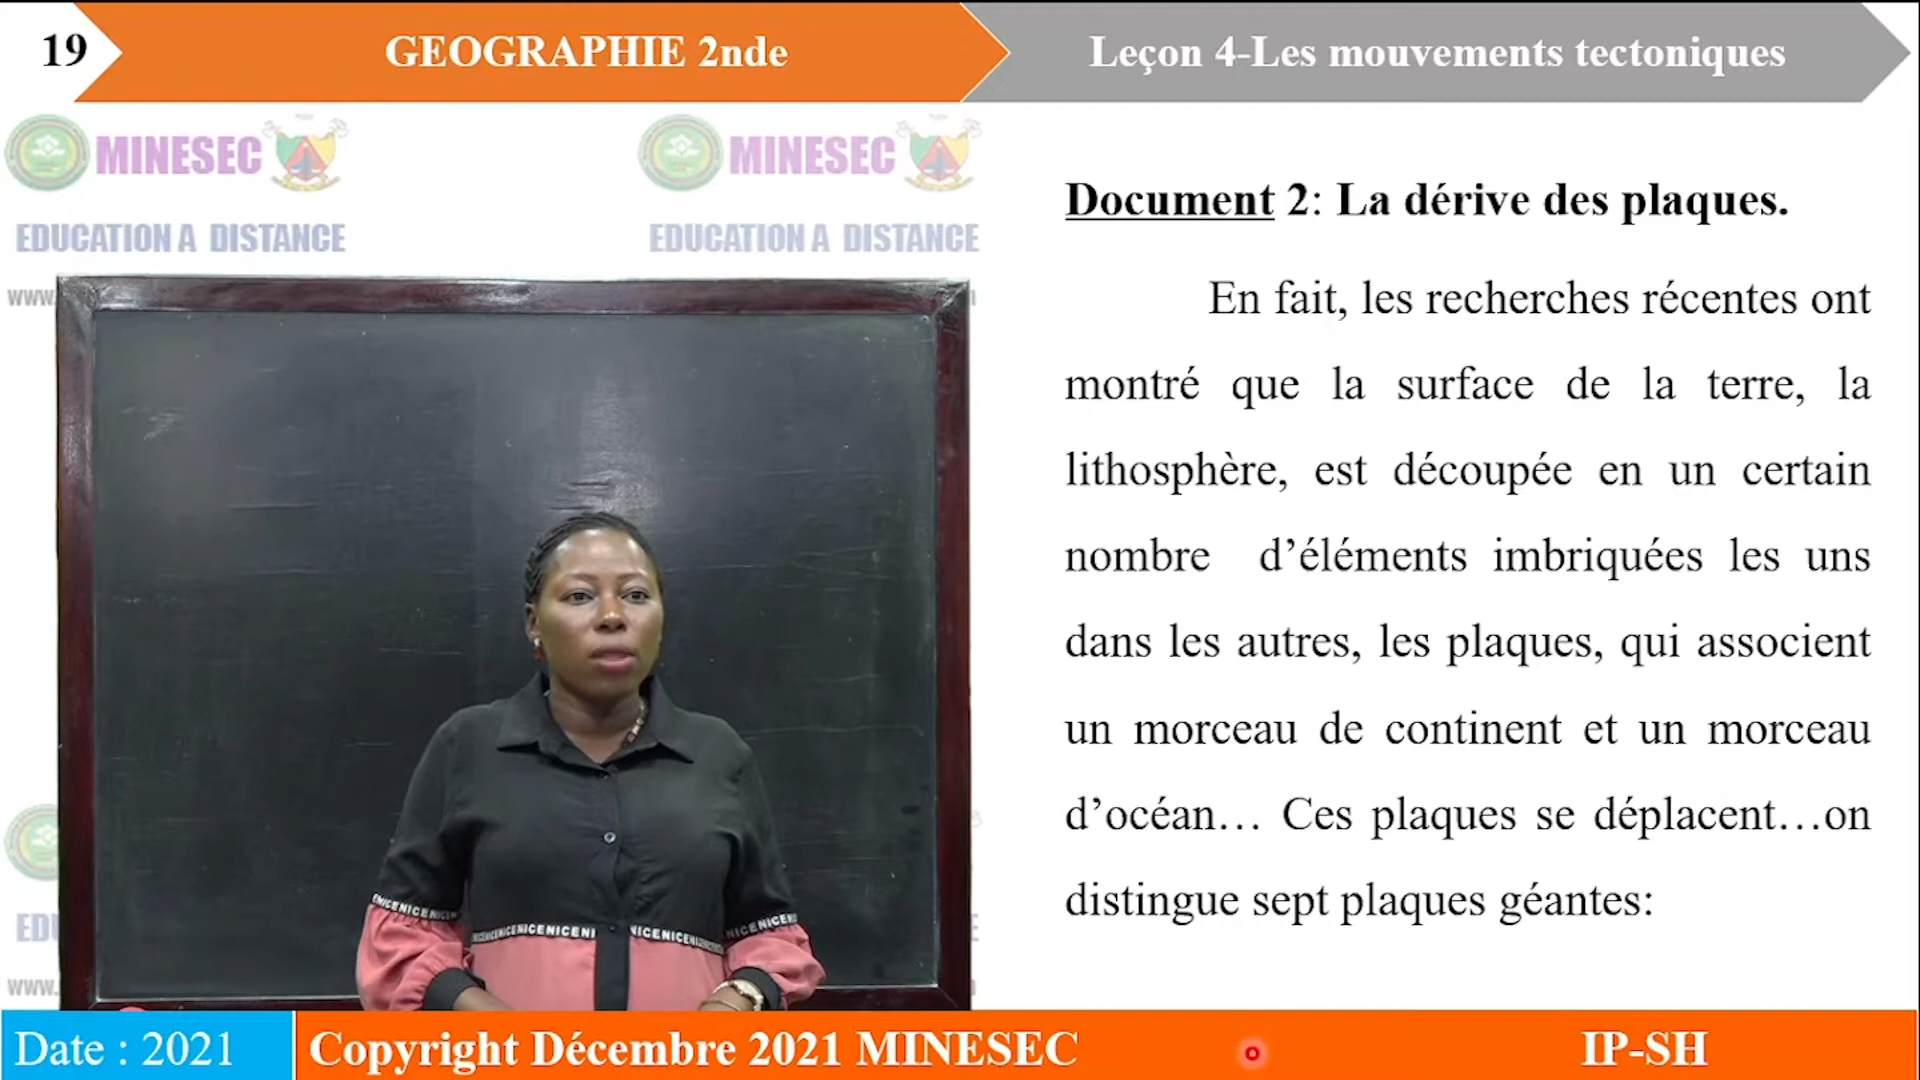 19
GEOGRAPHIE 2nde
Leçon 4-Les mouvements tectoniques
MINESEC
MINESEC
EDUCATION A DISTANCE
EDUCATION A DISTANCE
www.
Document 2: La dérive des plaques.
En fait, les recherches récentes ont
montré que la surface de la terre, la
lithosphère, est découpée en un certain
nombre d’éléments imbriquées les uns
dans les autres, les plaques, qui associent
un morceau de continent et un morceau
d’océan… Ces plaques se déplacent…on
distingue sept plaques géantes:
EDU
www.
Date : 2021
Copyright Décembre 2021 MINESEC
IP-SH